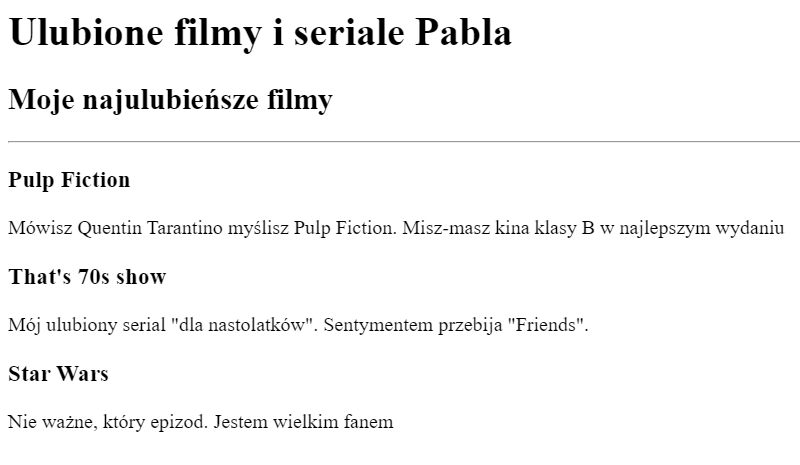 Ulubione filmy i seriale Pabla
Moje najulubieńsze filmy
Pulp Fiction
Mówisz Quentin Tarantino myślisz Pulp Fiction. Misz-masz kina klasy B w najlepszym wydaniu
That's 70s show
Mój ulubiony serial "dla nastolatków". Sentymentem przebija "Friends".
Star Wars
Nie ważne, który epizod. Jestem wielkim fanem